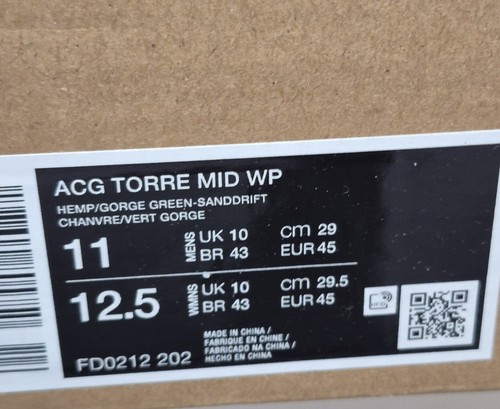 ACG TORRE MID WP
HEMP/GORGE GREEN-SANDDRIFT
CHANVRE/VERT GORGE
11 MENS UK 10 cm 29
BR 43 EUR 45
12.5 WMNS UK 10 cm 29.5
BR 43 EUR 45
MADE IN CHINA /
FABRIQUE EN CHINE /
FABRICADO NA CHINA /
FD0212 202 HECHO EN CHINA